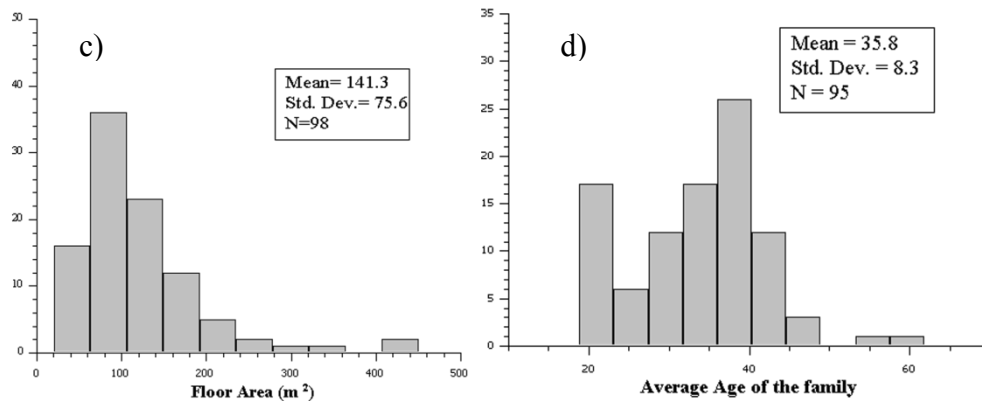 c)
Mean= 141.3
Std. Dev.= 75.6
N=98
50
40
30
20
10
0
0 100 200 300 400 500
Floor Area (m ²)
d)
Mean = 35.8
Std. Dev. = 8.3
N = 95
35
30
25
20
15
10
5
0
20 40 60
Average Age of the family